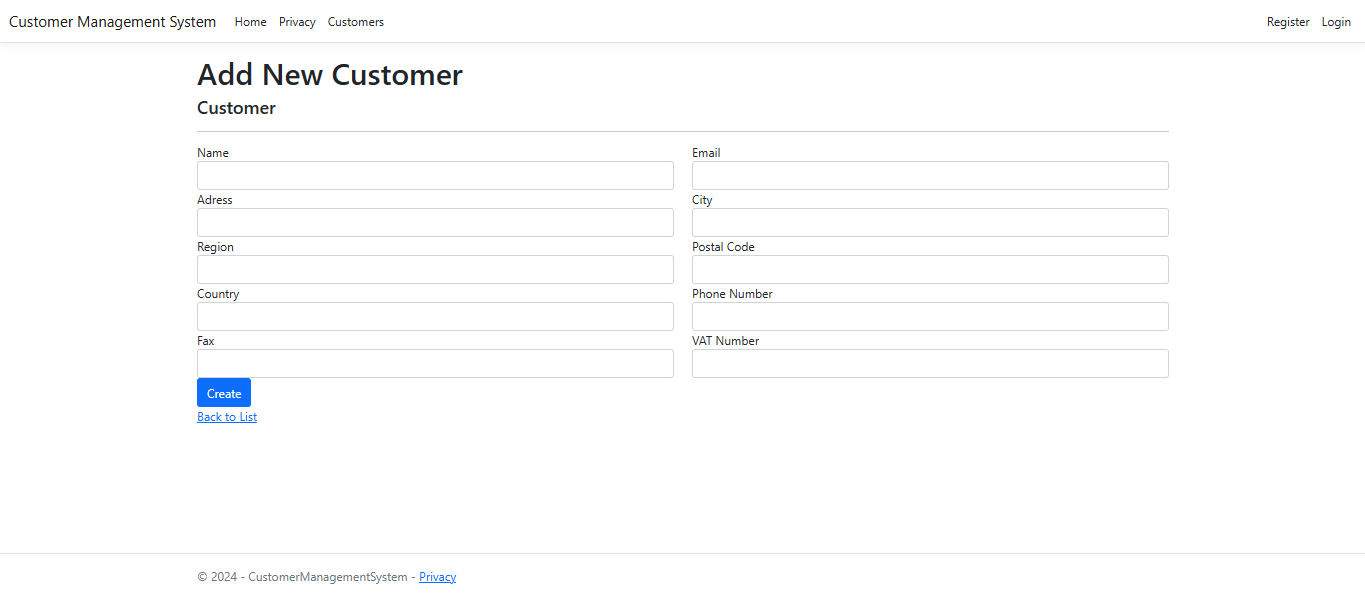 Customer Management System Home Privacy Customers Register Login
Add New Customer
Customer
Name Email
Adress City
Region Postal Code
Country Phone Number
Fax VAT Number
Create
Back to List
© 2024 - CustomerManagementSystem - Privacy